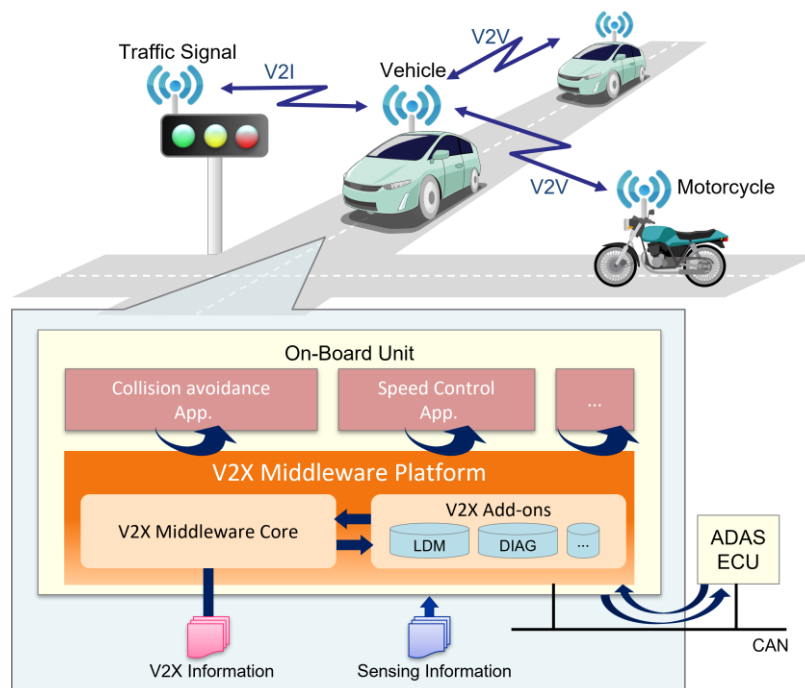 V2V
Traffic Signal
V2I
Vehicle
V2V
Motorcycle
On-Board Unit
Collision avoidance
App.
Speed Control
App.
...
V2X Middleware Platform
V2X Middleware Core
V2X Add-ons
LDM
DIAG
...
ADAS
ECU
CAN
V2X Information
Sensing Information